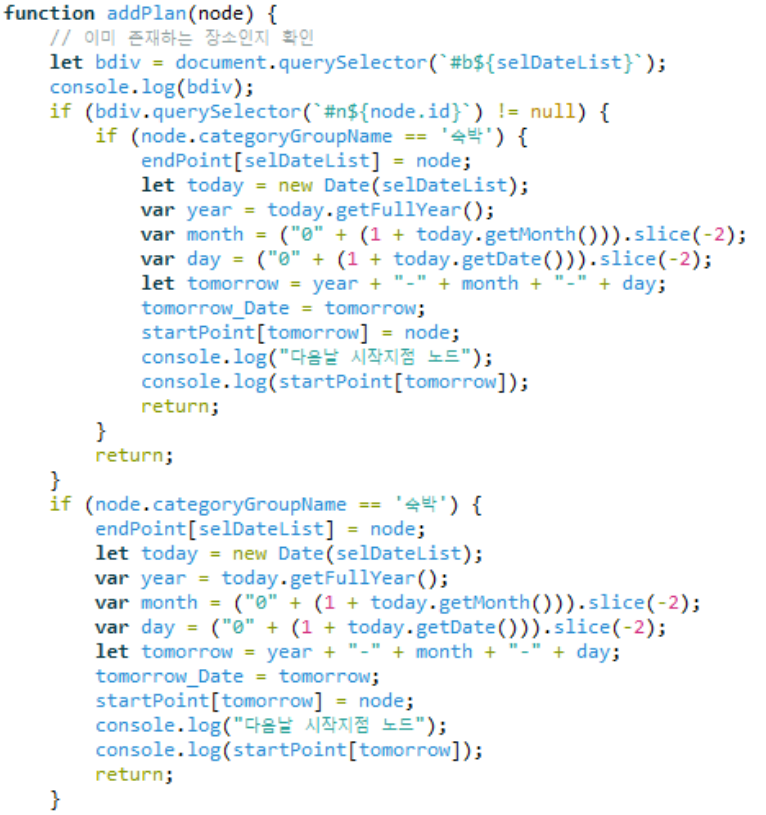 function addPlan(node) {
    // 이미 존재하는 장소인지 확인
    let bdiv = document.querySelector(`#b${selDateList}`);
    console.log(bdiv);
    if (bdiv.querySelector(`#n${node.id}`) != null) {
        if (node.categoryGroupName == '숙박') {
            endPoint[selDateList] = node;
            let today = new Date(selDateList);
            var year = today.getFullYear();
            var month = ("0" + (1 + today.getMonth())).slice(-2);
            var day = ("0" + (1 + today.getDate())).slice(-2);
            let tomorrow = year + "-" + month + "-" + day;
            tomorrow_Date = tomorrow;
            startPoint[tomorrow] = node;
            console.log("다음날 시작지점 노드");
            console.log(startPoint[tomorrow]);
            return;
        }
        return;
    }
    if (node.categoryGroupName == '숙박') {
        endPoint[selDateList] = node;
        let today = new Date(selDateList);
        var year = today.getFullYear();
        var month = ("0" + (1 + today.getMonth())).slice(-2);
        var day = ("0" + (1 + today.getDate())).slice(-2);
        let tomorrow = year + "-" + month + "-" + day;
        tomorrow_Date = tomorrow;
        startPoint[tomorrow] = node;
        console.log("다음날 시작지점 노드");
        console.log(startPoint[tomorrow]);
        return;
    }